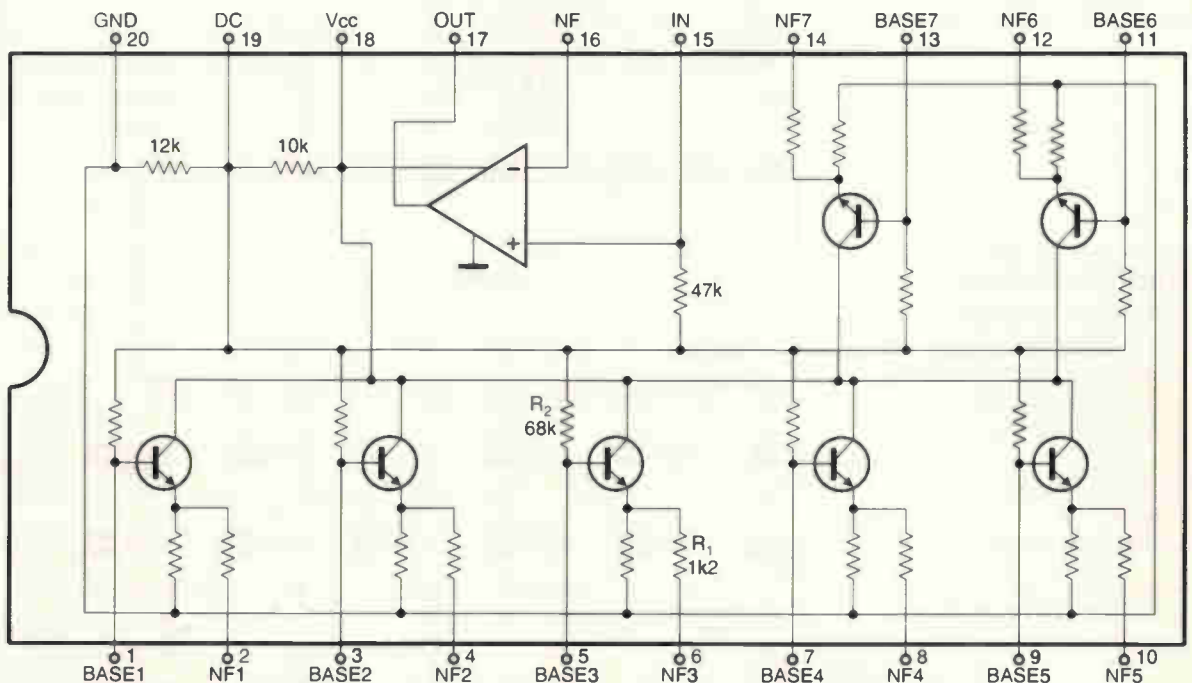 GND DC Vcc OUT NF IN NF7 BASE7 NF6 BASE6
20 19 18 17 16 15 14 13 12 11
12k 10k
−
+
47k
R2
68k
R1
1k2
1 2 3 4 5 6 7 8 9 10
BASE1 NF1 BASE2 NF2 BASE3 NF3 BASE4 NF4 BASE5 NF5